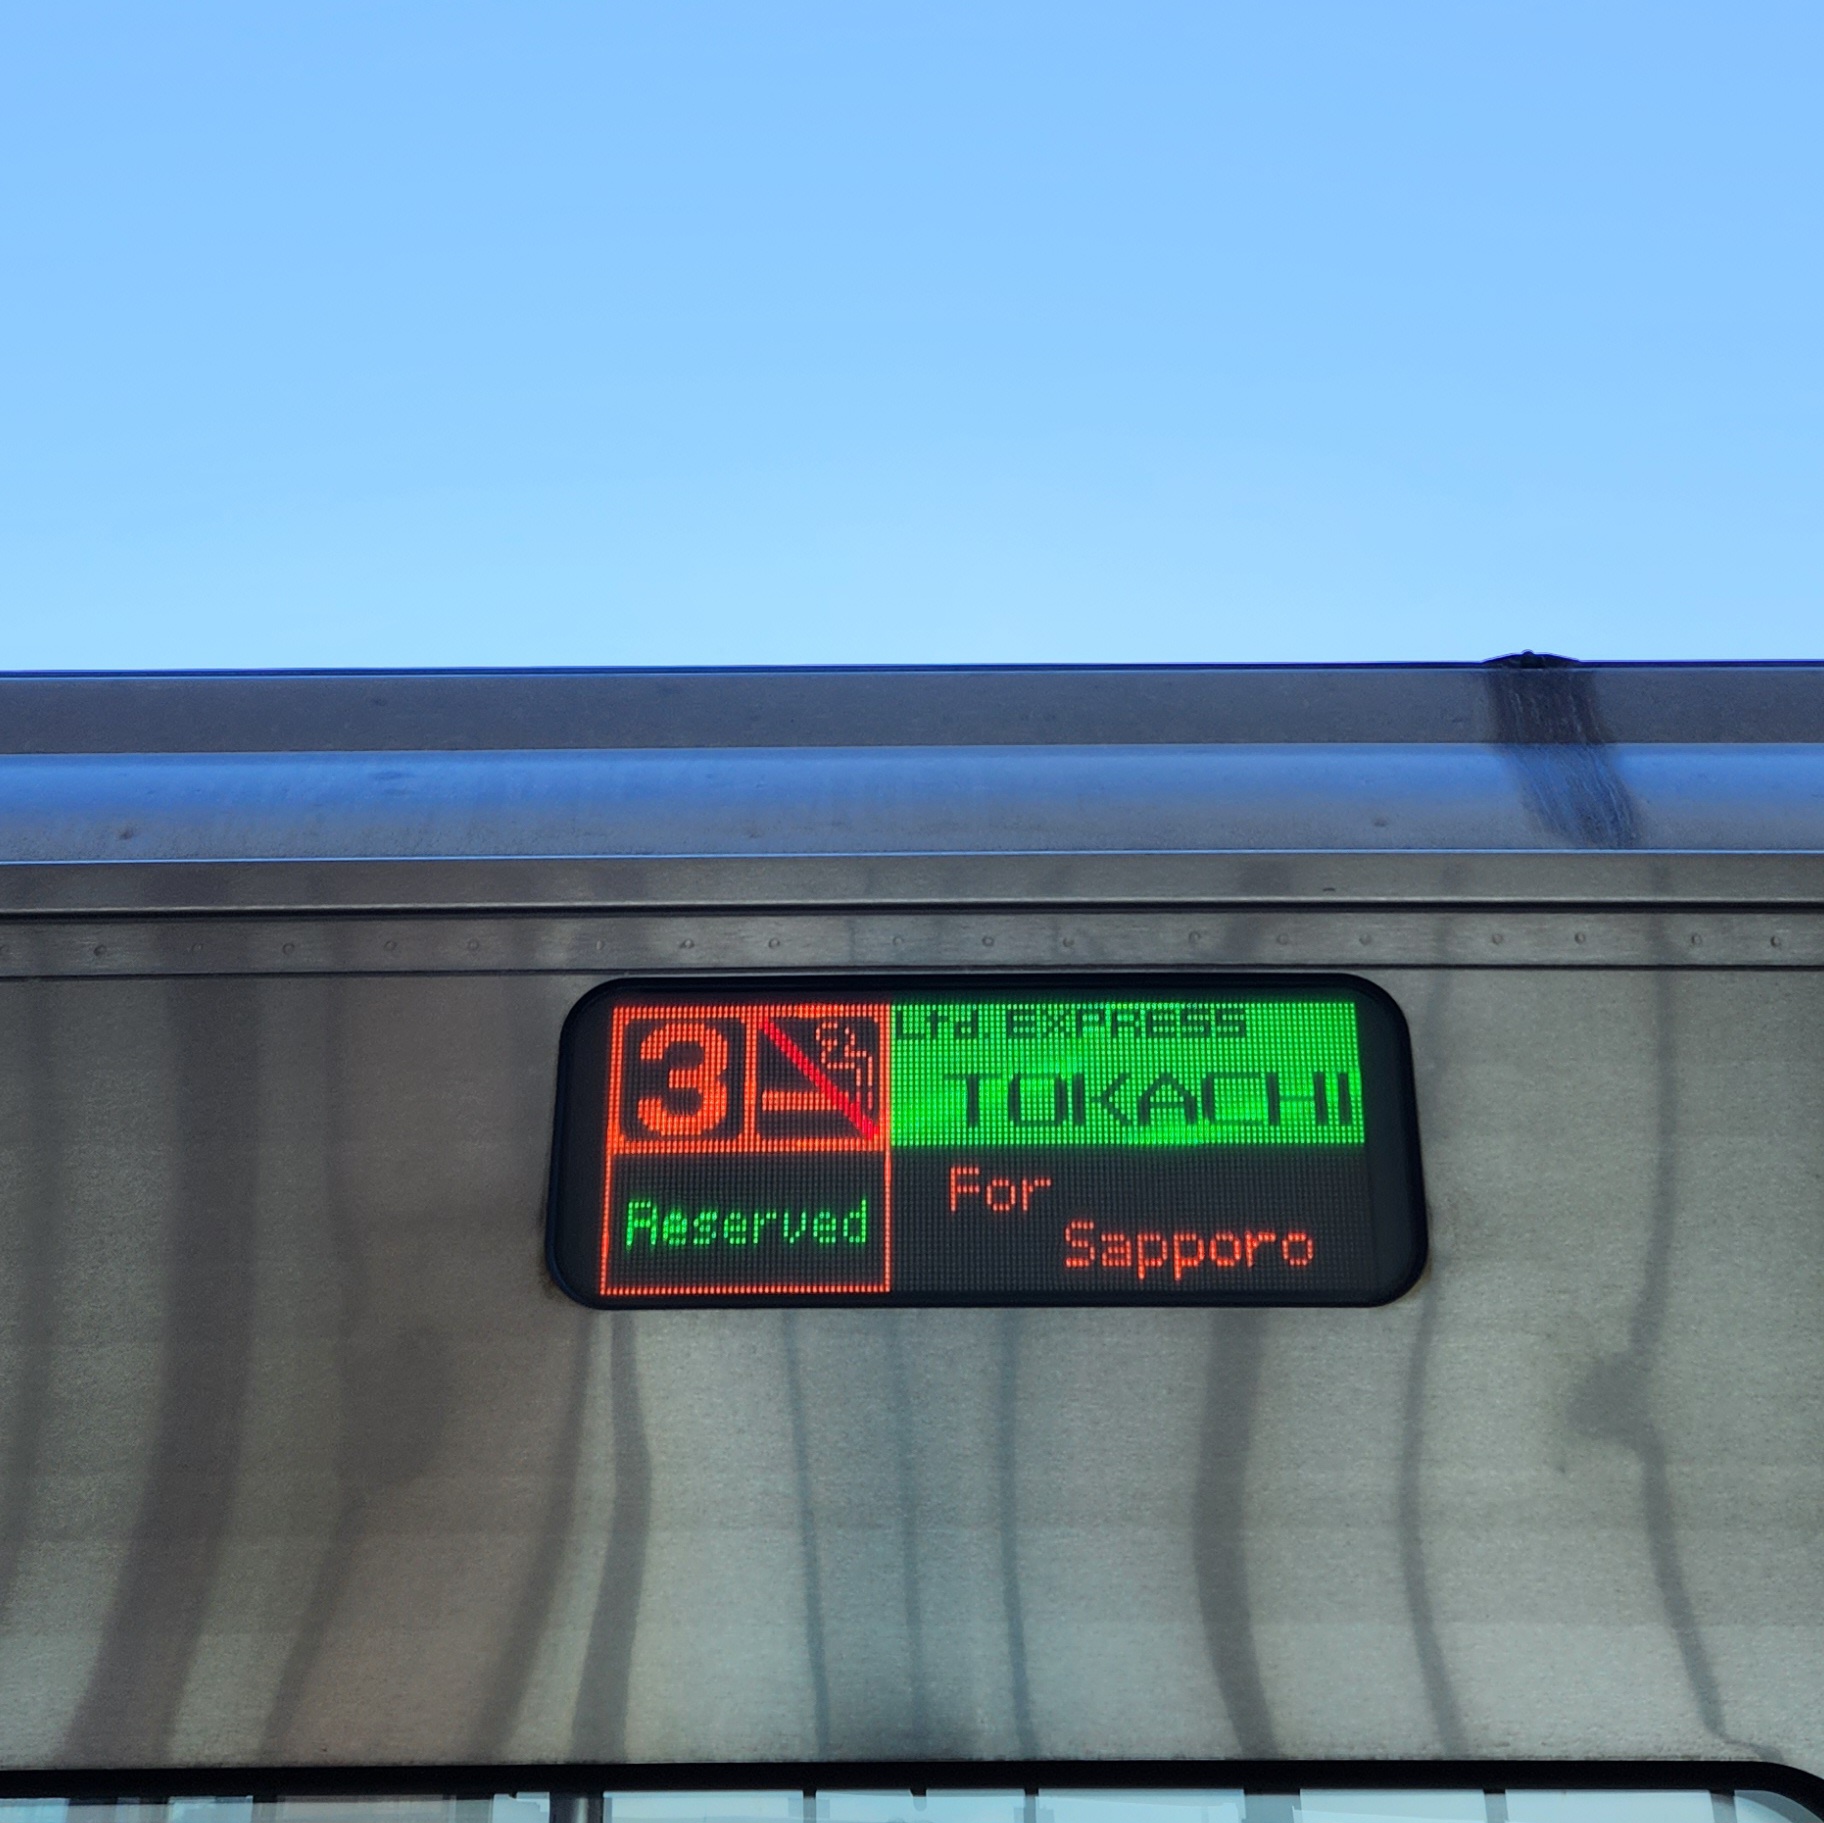 3
Reserved
Ltd. EXPRESS
TOKACHI
For
Sapporo